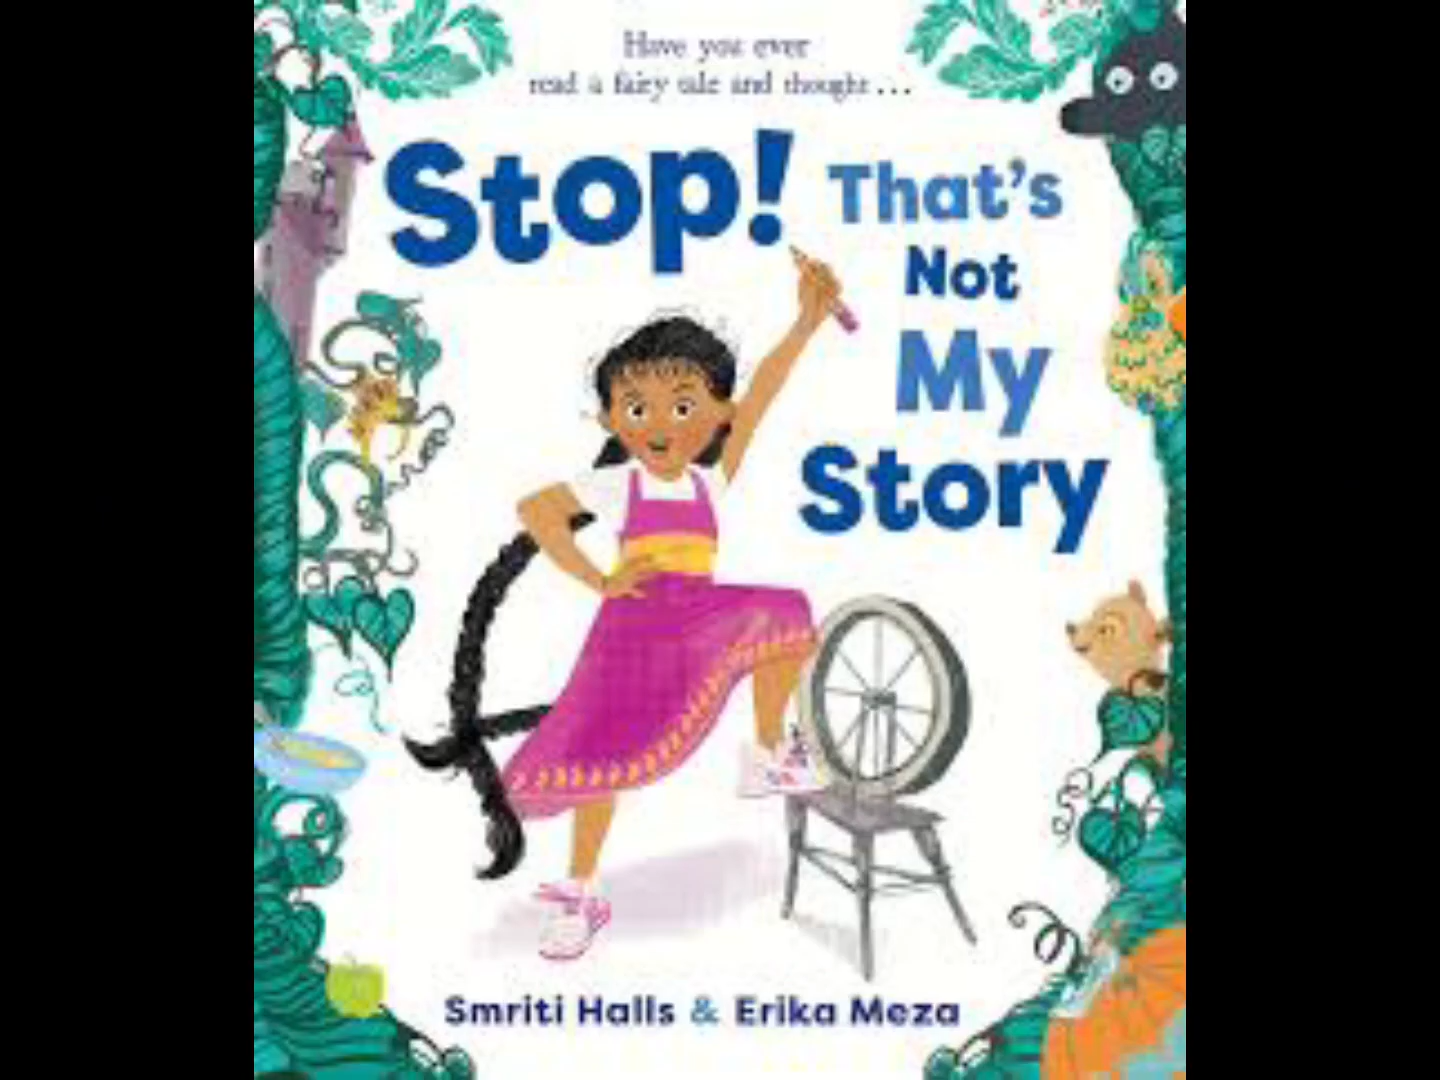 Have you ever
read a fairy tale and thought...
Stop! That's
Not
My
Story
Smriti Halls & Erika Meza